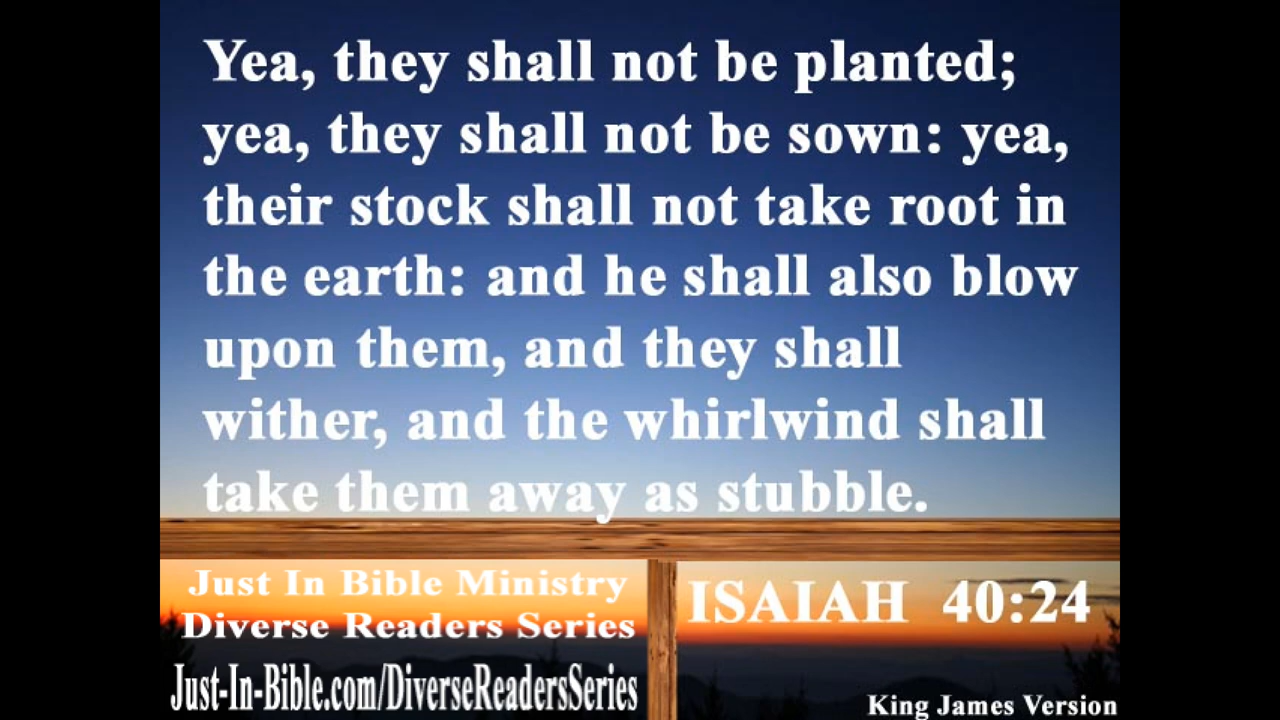 Yea, they shall not be planted;
yea, they shall not be sown: yea,
their stock shall not take root in
the earth: and he shall also blow
upon them, and they shall
wither, and the whirlwind shall
take them away as stubble.
Just In Bible Ministry
Diverse Readers Series
Just-In-Bible.com/DiverseReadersSeries
ISAIAH 40:24
King James Version